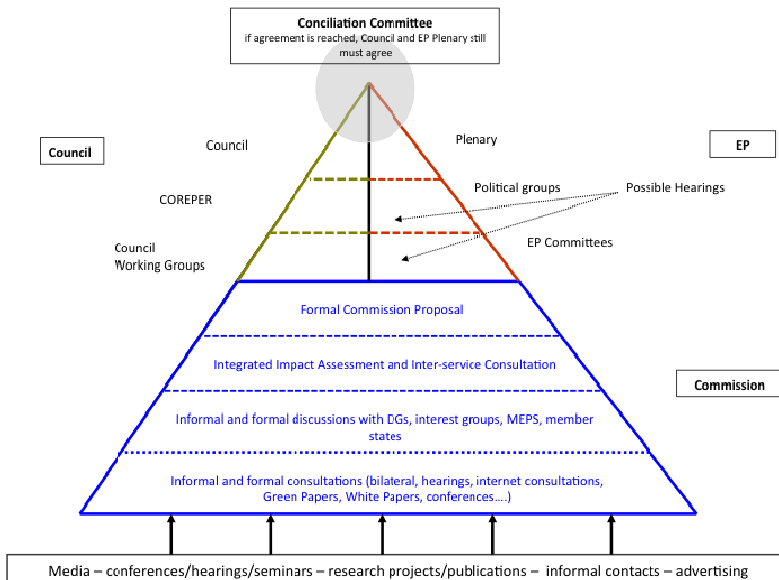 Conciliation Committee
if agreement is reached, Council and EP Plenary still
must agree
Council
Council
Plenary
EP
COREPER
Political groups
Possible Hearings
Council
Working Groups
EP Committees
Formal Commission Proposal
Integrated Impact Assessment and Inter-service Consultation
Commission
Informal and formal discussions with DGs, interest groups, MEPS, member
states
Informal and formal consultations (bilateral, hearings, internet consultations,
Green Papers, White Papers, conferences....)
Media – conferences/hearings/seminars – research projects/publications – informal contacts – advertising